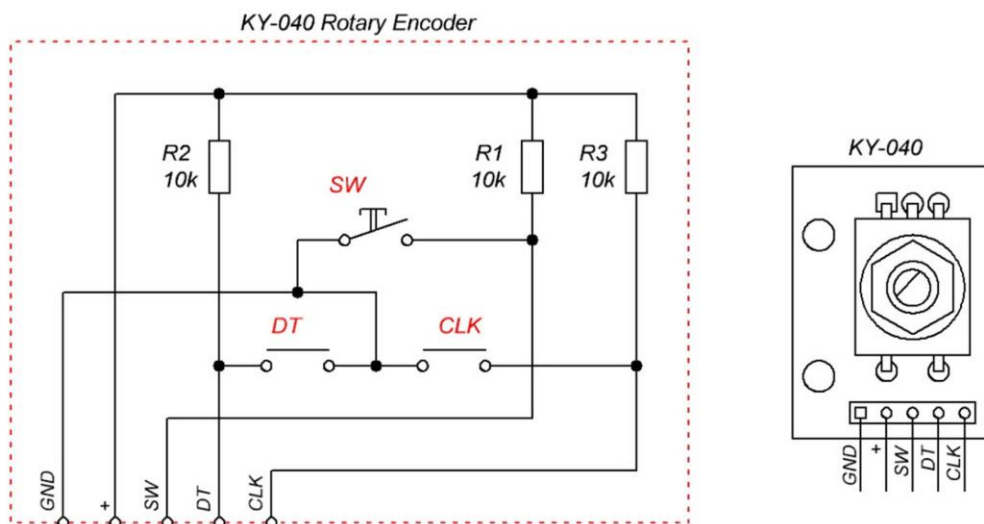 KY-040 Rotary Encoder
R2
10k
R1
10k
R3
10k
SW
DT
CLK
GND
+
SW
DT
CLK
KY-040
GND
+
SW
DT
CLK